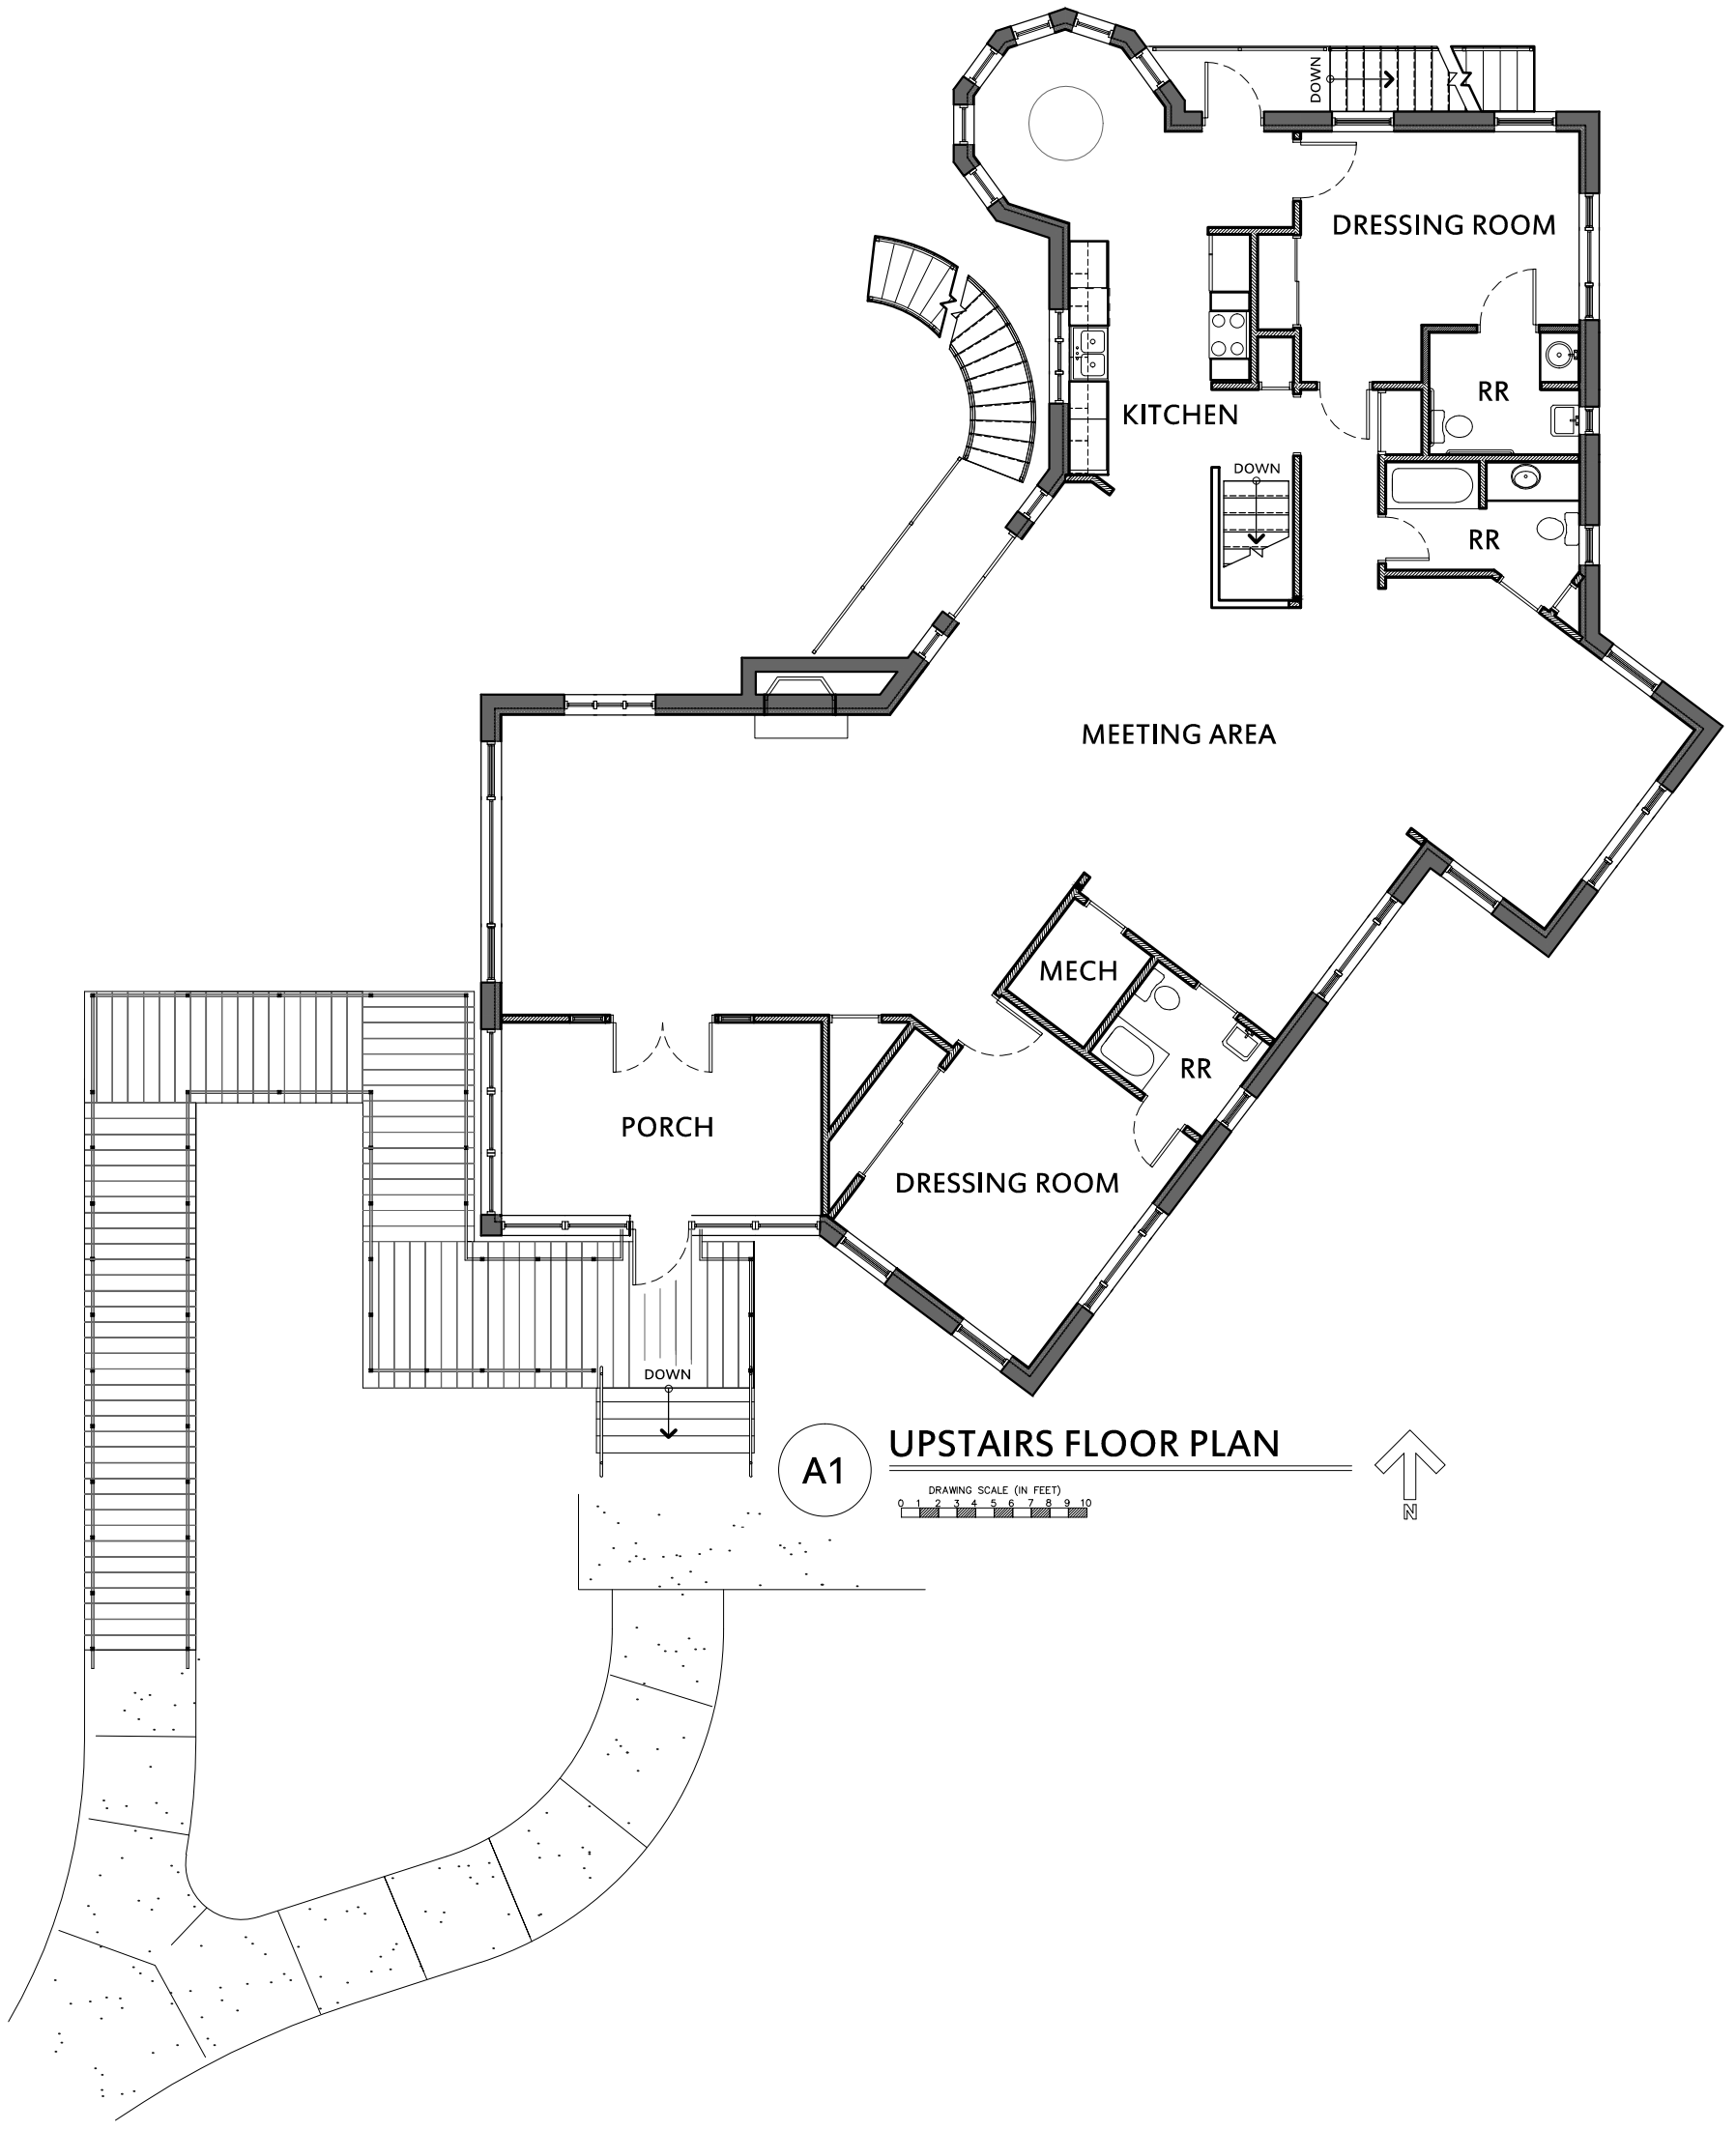 DOWN
DRESSING ROOM
RR
KITCHEN
DOWN
RR
MEETING AREA
MECH
RR
PORCH
DRESSING ROOM
DOWN
A1
UPSTAIRS FLOOR PLAN
DRAWING SCALE (IN FEET)
0 1 2 3 4 5 6 7 8 9 10
N